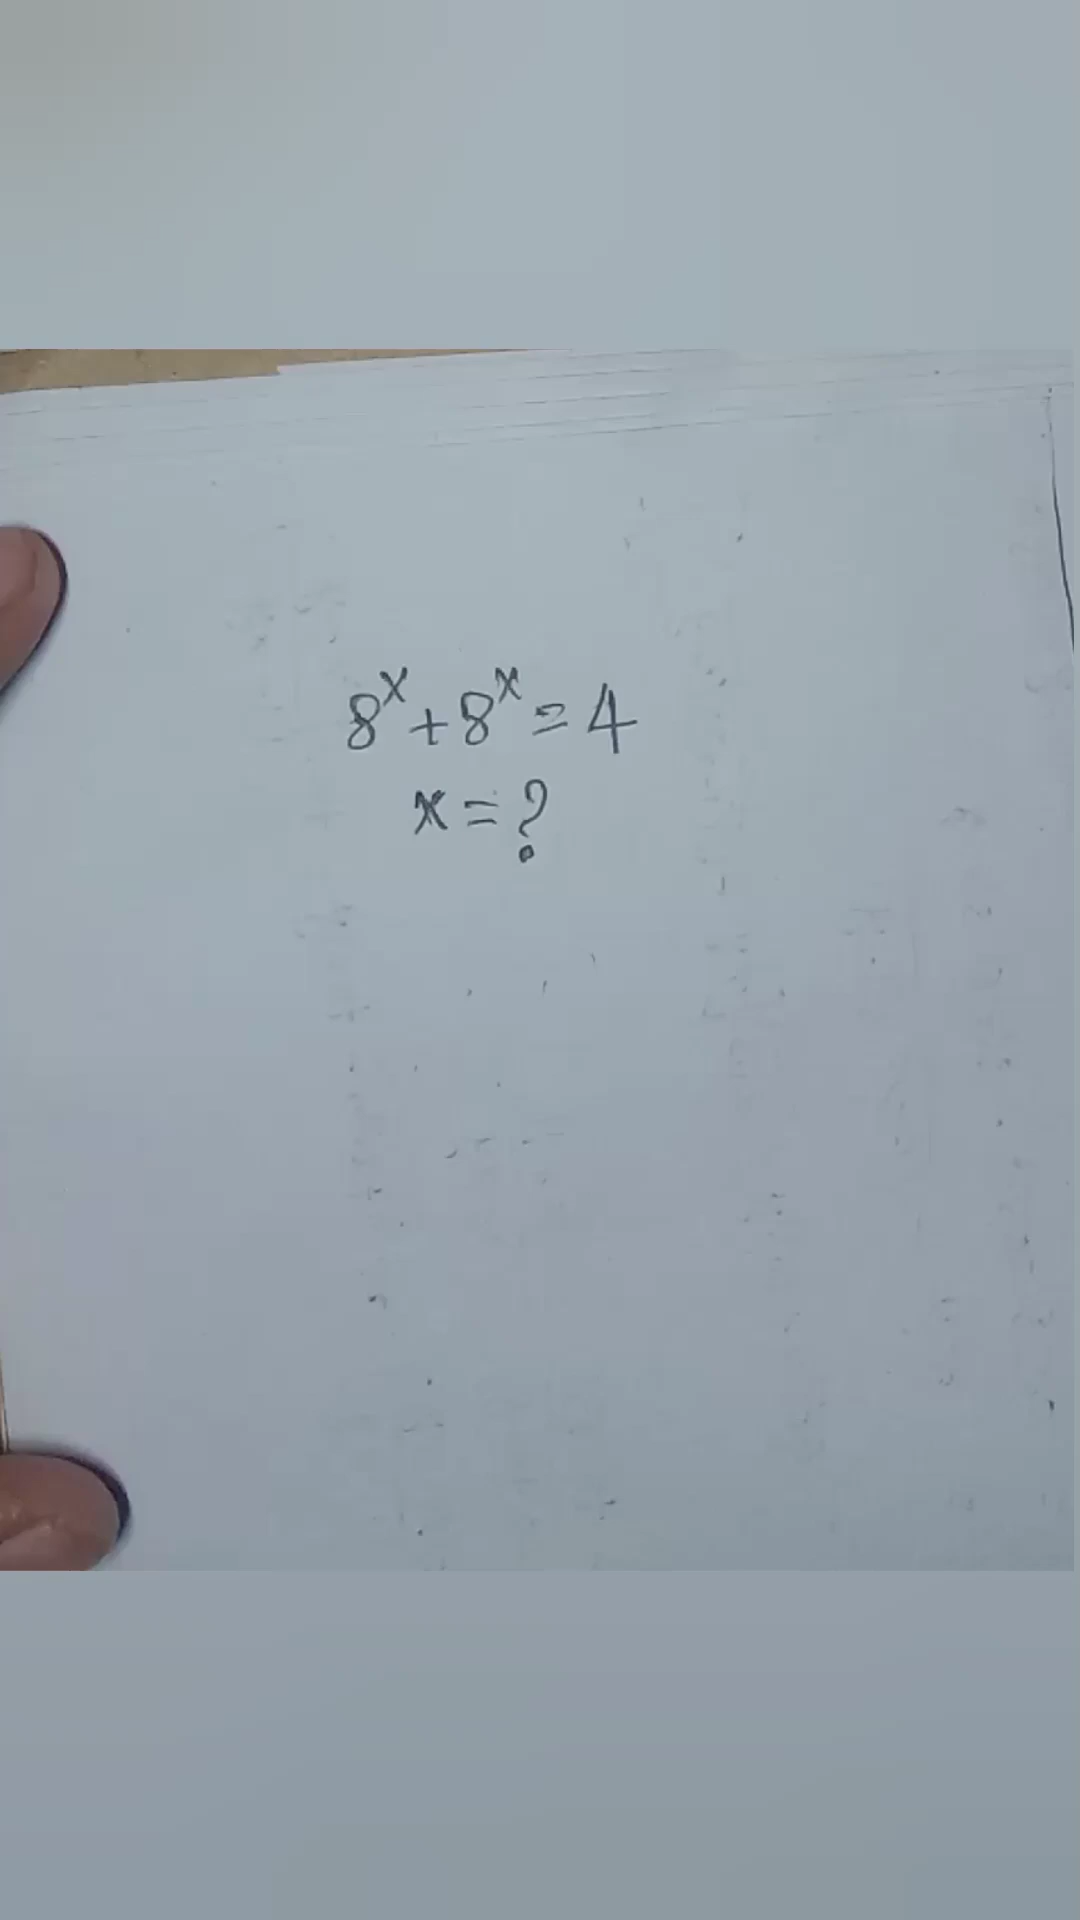 8^x + 8^x = 4
x = ?